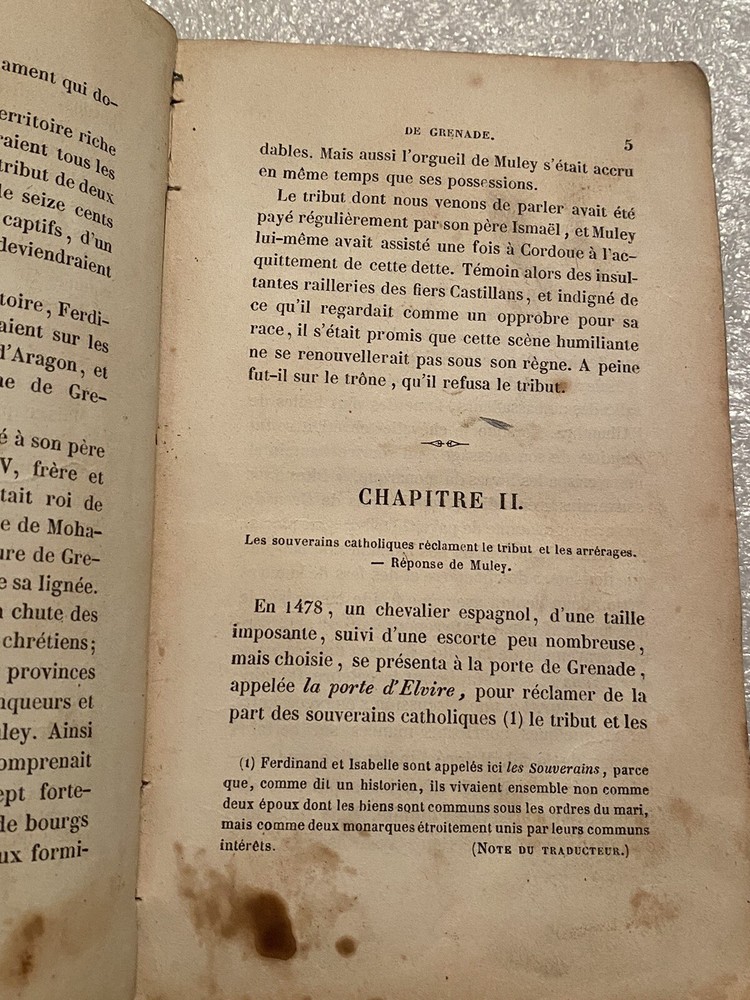 ament qui do-
erritoire riche
raient tous les
tribut de deux
le seize cents
captifs, d'un
deviendraient
toire, Ferdi-
aient sur les
d'Aragon, et
ne de Gre-
é à son père
V, frère et
tait roi de
e de Moha-
ure de Gre-
e sa lignée.
a chute des
chrétiens;
provinces
nqueurs et
uley. Ainsi
omprenait
ept forte-
de bourgs
ux formi-
DE GRENADE. 5
dables. Mais aussi l'orgueil de Muley s'était accru
en même temps que ses possessions.
Le tribut dont nous venons de parler avait été
payé régulièrement par son père Ismaël, et Muley
lui-même avait assisté une fois à Cordoue à l'ac-
quittement de cette dette. Témoin alors des insul-
tantes railleries des fiers Castillans, et indigné de
ce qu'il regardait comme un opprobre pour sa
race, il s'était promis que cette scène humiliante
ne se renouvellerait pas sous son règne. A peine
fut-il sur le trône, qu'il refusa le tribut.
CHAPITRE II.
Les souverains catholiques réclament le tribut et les arrérages.
— Réponse de Muley.
En 1478, un chevalier espagnol, d'une taille
imposante, suivi d'une escorte peu nombreuse,
mais choisie, se présenta à la porte de Grenade,
appelée la porte d'Elvire, pour réclamer de la
part des souverains catholiques (1) le tribut et les
(1) Ferdinand et Isabelle sont appelés ici les Souverains, parce
que, comme dit un historien, ils vivaient ensemble non comme
deux époux dont les biens sont communs sous les ordres du mari,
mais comme deux monarques étroitement unis par leurs communs
intérêts. (NOTE DU TRADUCTEUR.)